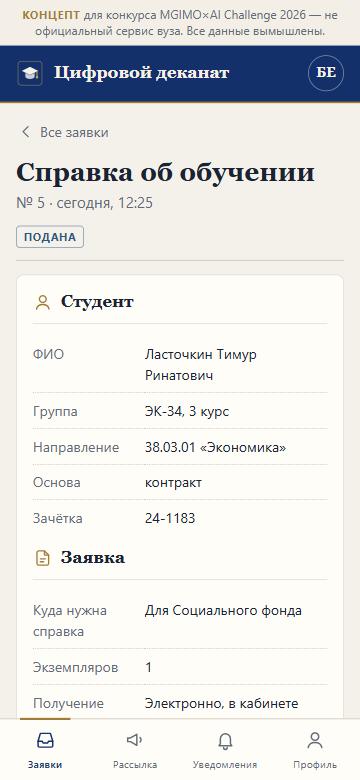 КОНЦЕПТ для конкурса MGIMO×AI Challenge 2026 — не
официальный сервис вуза. Все данные вымышлены.
Цифровой деканат
БЕ
Все заявки
Справка об обучении
№ 5 · сегодня, 12:25
ПОДАНА
Студент
ФИО Ласточкин Тимур
Ринатович
Группа ЭК-34, 3 курс
Направление 38.03.01 «Экономика»
Основа контракт
Зачётка 24-1183
Заявка
Куда нужна Для Социального фонда
справка
Экземпляров 1
Получение Электронно, в кабинете
Заявки Рассылка Уведомления Профиль